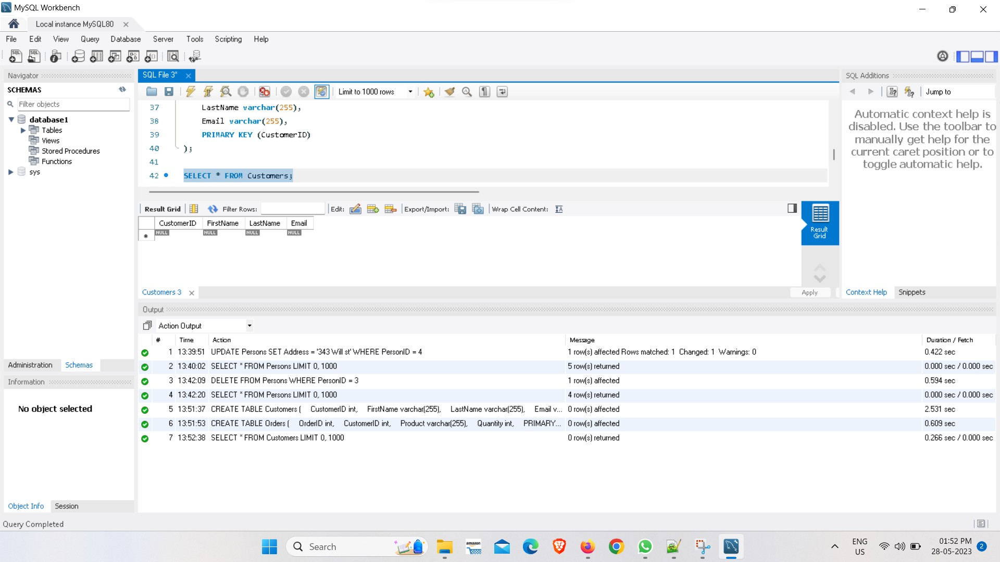 MySQL Workbench
Local instance MySQL80
File Edit View Query Database Server Tools Scripting Help
Navigator
SCHEMAS
Filter objects
database1
Tables
Views
Stored Procedures
Functions
sys
Administration Schemas
Information
No object selected
Object Info Session
SQL File 3*
Limit to 1000 rows
37 LastName varchar(255),
38 Email varchar(255),
39 PRIMARY KEY (CustomerID)
40 );
41
42 SELECT * FROM Customers;
Result Grid Filter Rows: Edit: Export/Import: Wrap Cell Content:
CustomerID FirstName LastName Email
NULL NULL NULL NULL
Result
Grid
Customers 3
Apply
SQL Additions
Jump to
Automatic context help is
disabled. Use the toolbar to
manually get help for the
current caret position or to
toggle automatic help.
Context Help Snippets
Output
Action Output
# Time Action Message Duration / Fetch
1 13:39:51 UPDATE Persons SET Address = '343 Will st' WHERE PersonID = 4 1 row(s) affected Rows matched: 1 Changed: 1 Warnings: 0 0.422 sec
2 13:40:02 SELECT * FROM Persons LIMIT 0, 1000 5 row(s) returned 0.000 sec / 0.000 sec
3 13:42:09 DELETE FROM Persons WHERE PersonID = 3 1 row(s) affected 0.594 sec
4 13:42:20 SELECT * FROM Persons LIMIT 0, 1000 4 row(s) returned 0.000 sec / 0.000 sec
5 13:51:37 CREATE TABLE Customers ( CustomerID int, FirstName varchar(255), LastName varchar(255), Email v... 0 row(s) affected 2.531 sec
6 13:51:53 CREATE TABLE Orders ( OrderID int, CustomerID int, Product varchar(255), Quantity int, PRIMARY... 0 row(s) affected 0.609 sec
7 13:52:38 SELECT * FROM Customers LIMIT 0, 1000 0 row(s) returned 0.266 sec / 0.000 sec
Query Completed
Search
amazon
ENG
US
01:52 PM
28-05-2023
2